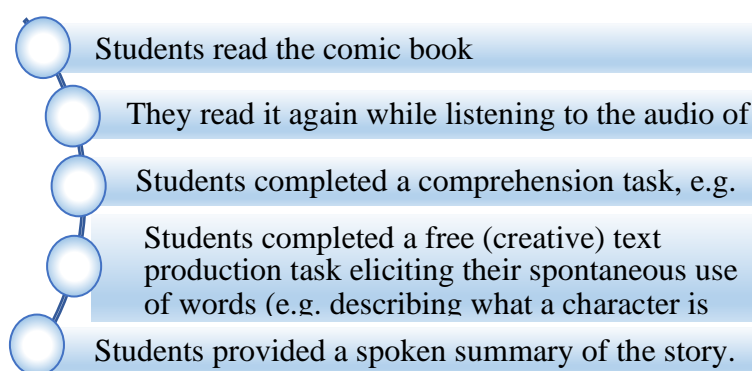 Students read the comic book
They read it again while listening to the audio of
Students completed a comprehension task, e.g.
Students completed a free (creative) text
production task eliciting their spontaneous use
of words (e.g. describing what a character is
Students provided a spoken summary of the story.